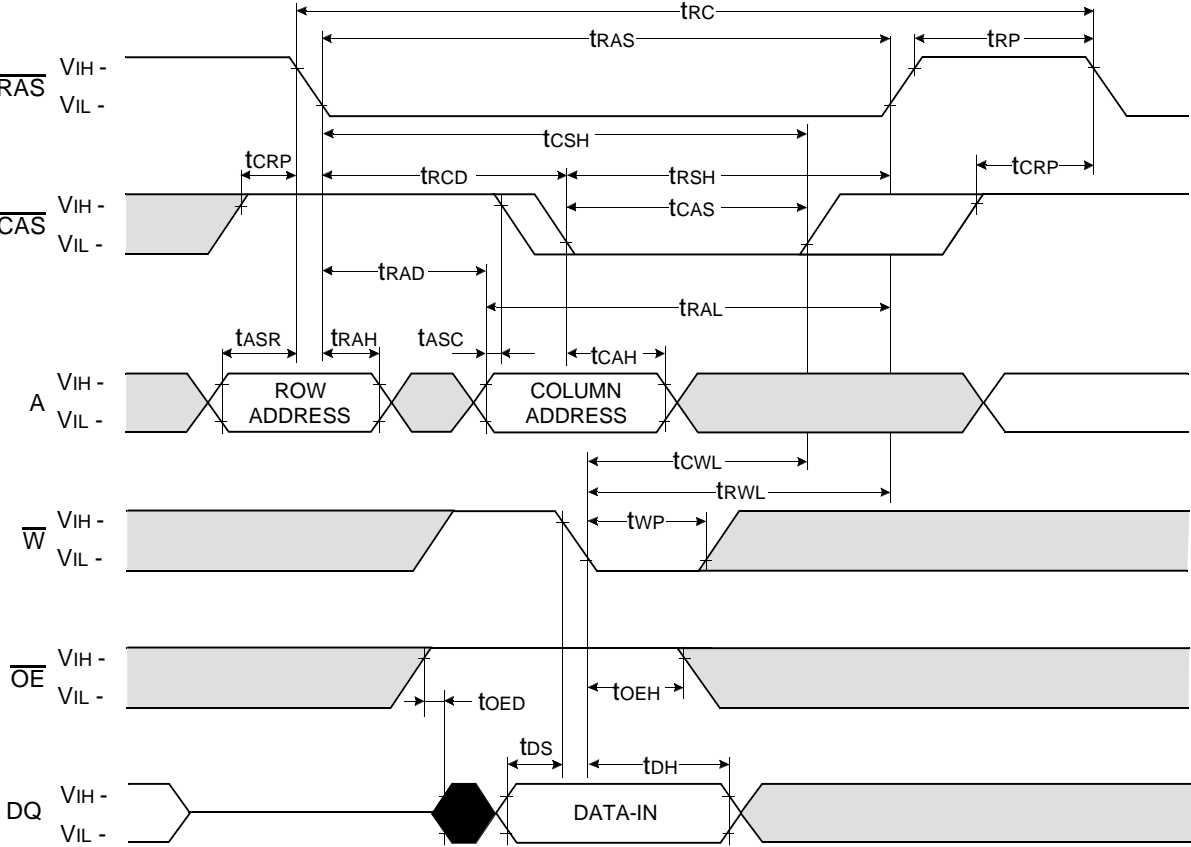 tRC
tRAS
tRP
RAS
VIH -
VIL -
tCSH
tCRP
tRCD
tRSH
tCRP
CAS
VIH -
VIL -
tCAS
tRAD
tRAL
tASR
tRAH
tASC
tCAH
A
VIH -
VIL -
ROW
ADDRESS
COLUMN
ADDRESS
tCWL
tRWL
W
VIH -
VIL -
tWP
OE
VIH -
VIL -
tOED
tOEH
tDS
tDH
DQ
VIH -
VIL -
DATA-IN